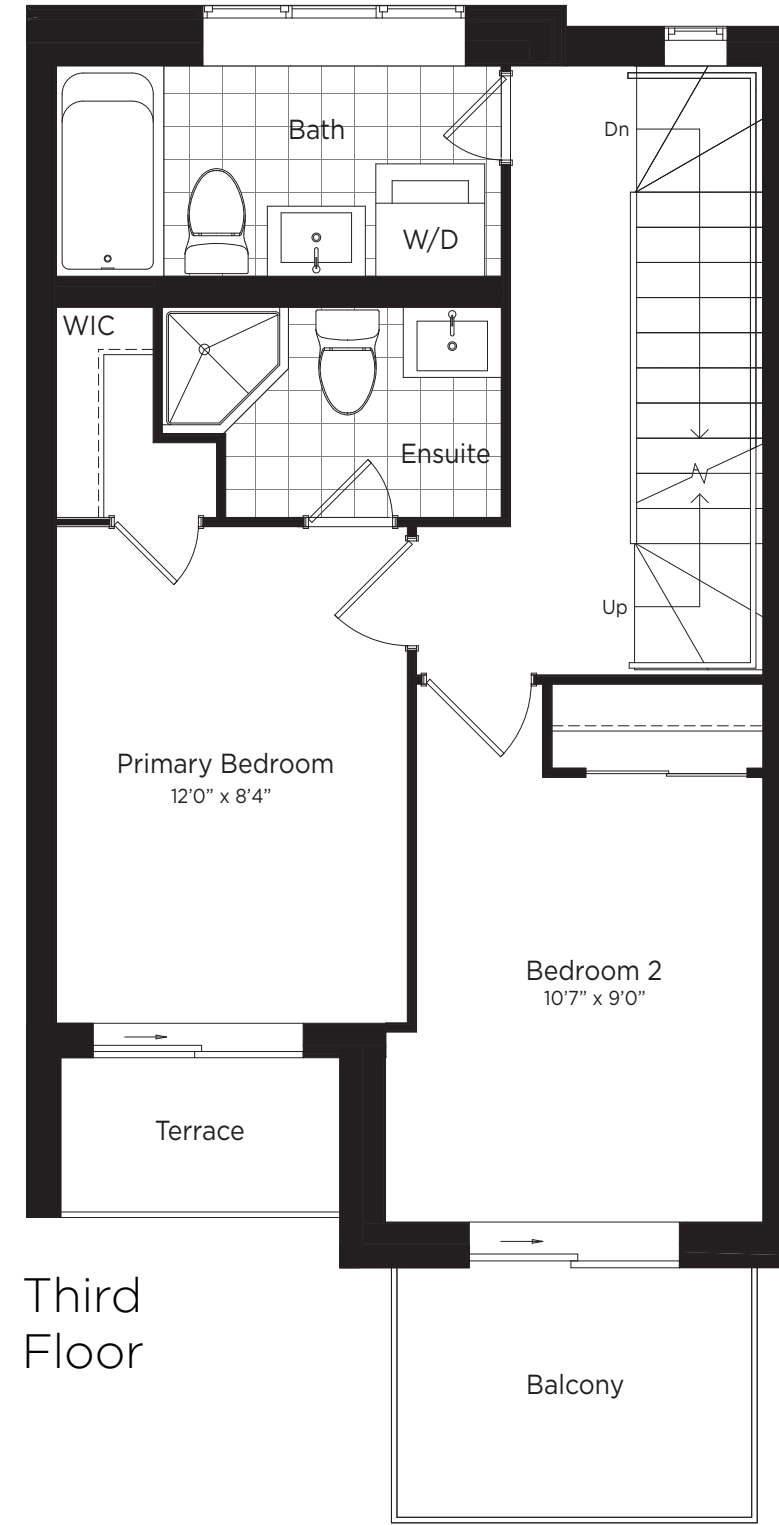 Bath
Dn
W/D
WIC
Ensuite
Up
Primary Bedroom
12’0” x 8’4”
Bedroom 2
10’7” x 9’0”
Terrace
Third
Floor
Balcony